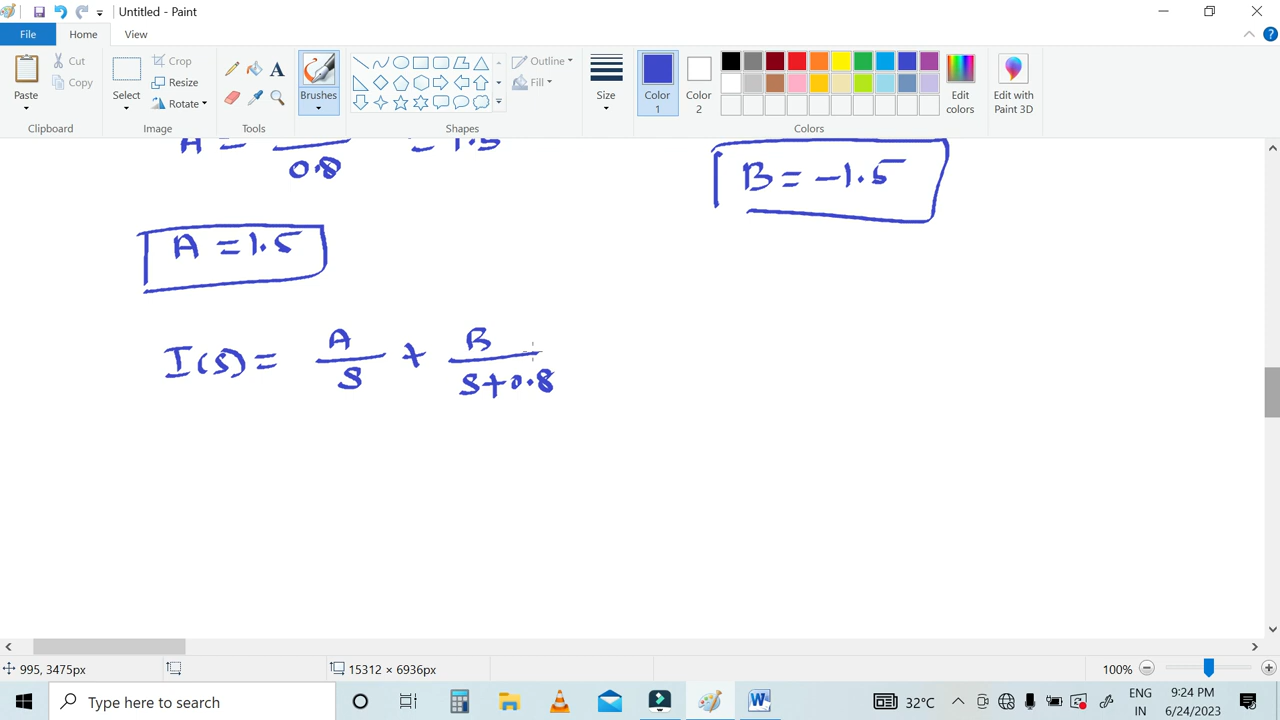 Untitled - Paint
File Home View
Paste
Select
Crop
Resize
Rotate
Cut
Copy
Brushes
Outline
Fill
Size
Color 1
Color 2
Edit colors
Edit with Paint 3D
Clipboard Image Tools Shapes Colors
A = 0.8 = 1.5
B = -1.5
A = 1.5
I(S) = A/S + B/S+0.8
995, 3475px 15312 × 6936px 100%
Type here to search 32°C ENG IN 9:24 PM 6/24/2023